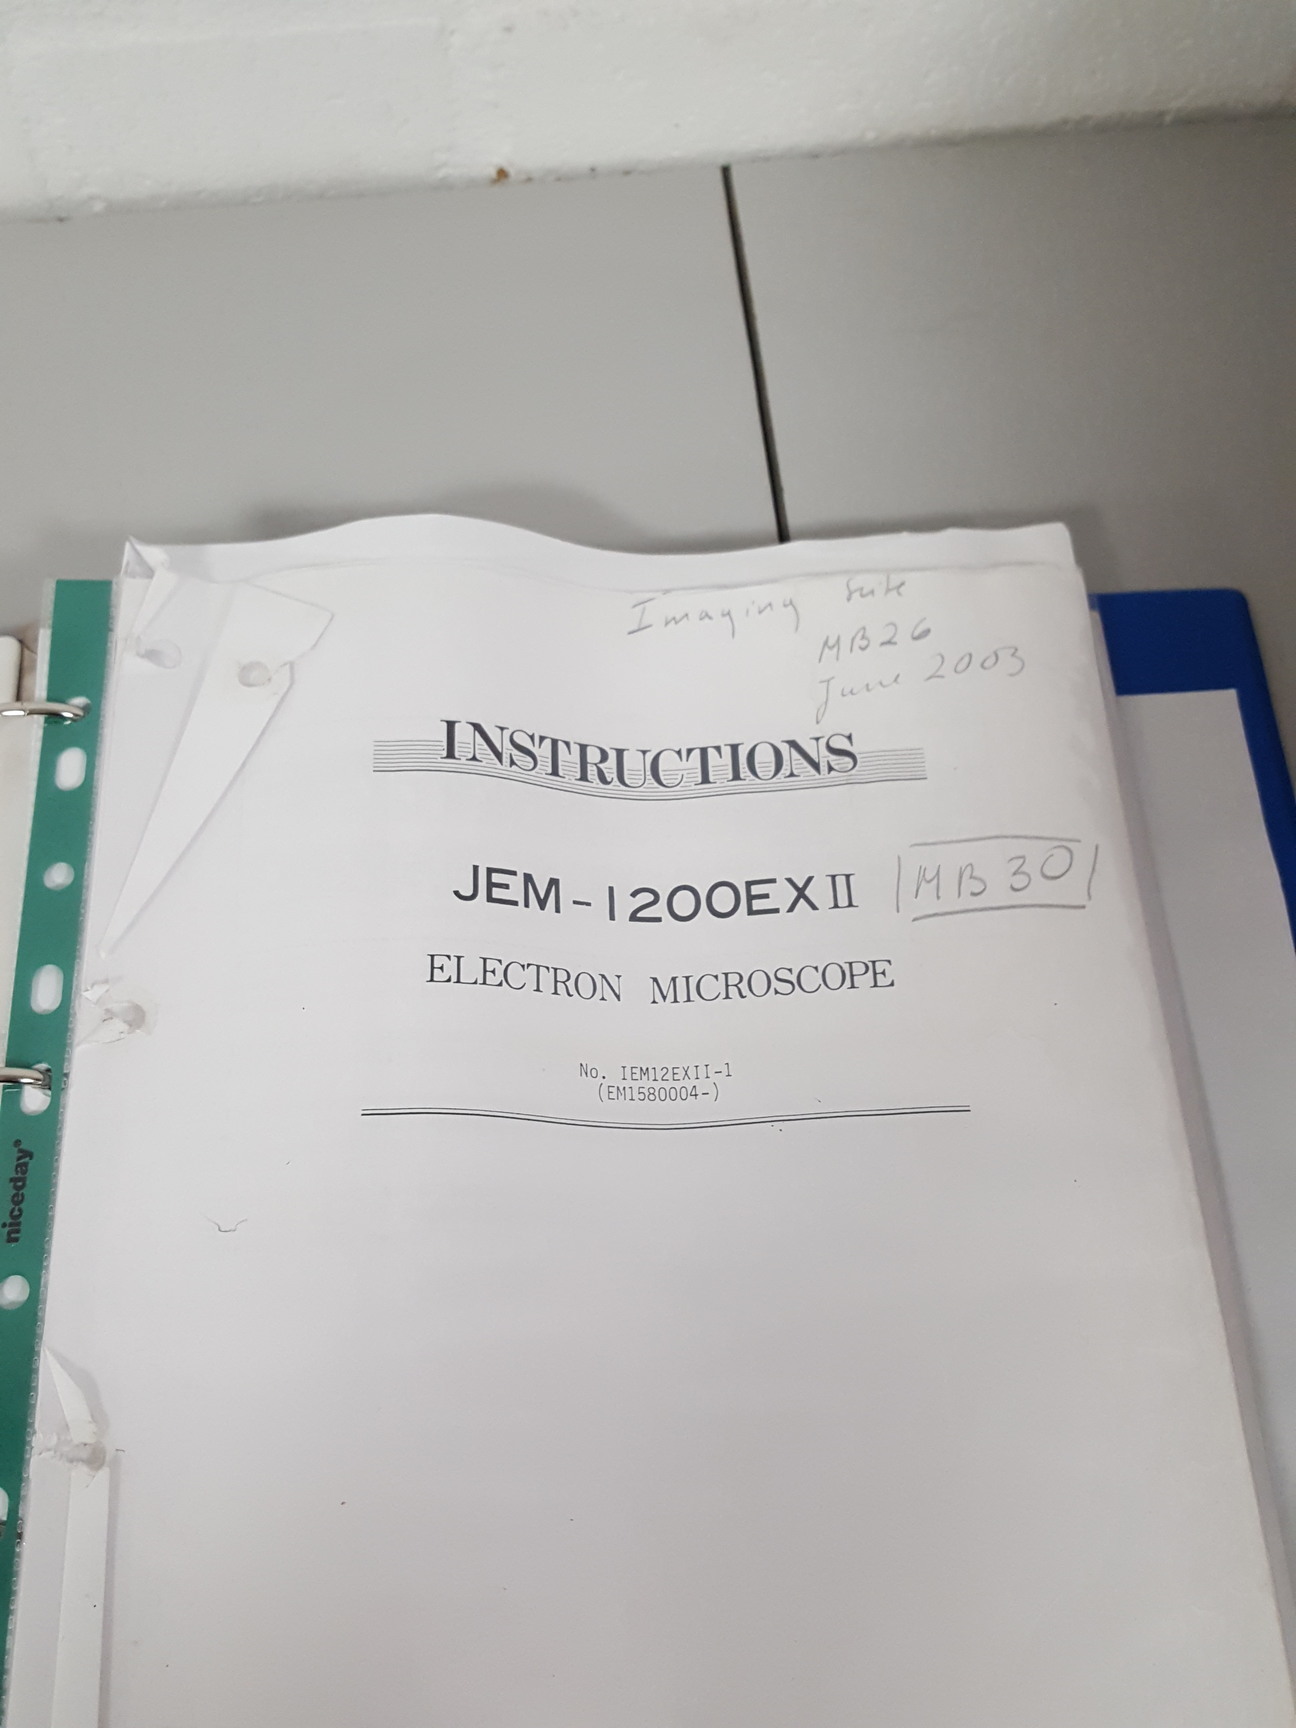 Imaging Suite
MB26
June 2003
INSTRUCTIONS
JEM-1200EXII
MB30
ELECTRON MICROSCOPE
No. IEM12EXII-1
(EM1580004-)
niceday®